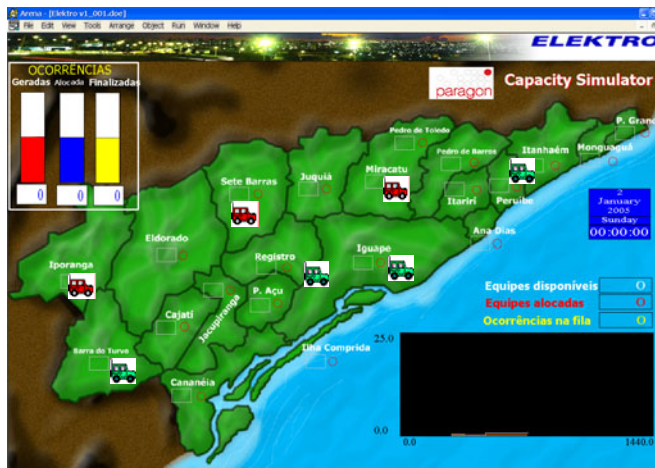 Arena - [Elektro v1_001.doe]
File Edit View Tools Arrange Object Run Window Help
ELEKTRO
OCORRÊNCIAS
Geradas Alocada Finalizadas
0 0 0
paragon
Capacity Simulator
P. Grande
Pedro de Toledo
Pedro de Barros
Itanhaém
Mongaguá
Sete Barras
Juquiá
Miracatu
Itariri
Peruíbe
Ana Dias
2
January
2005
Sunday
00:00:00
Eldorado
Registro
Iguape
Iporanga
P. Açu
Jacupiranga
Cajati
Equipes disponíveis 0
Equipes alocadas 0
Ocorrências na fila 0
Barra do Turvo
Ilha Comprida
Cananéia
25.0
0.0
0.0 1440.0